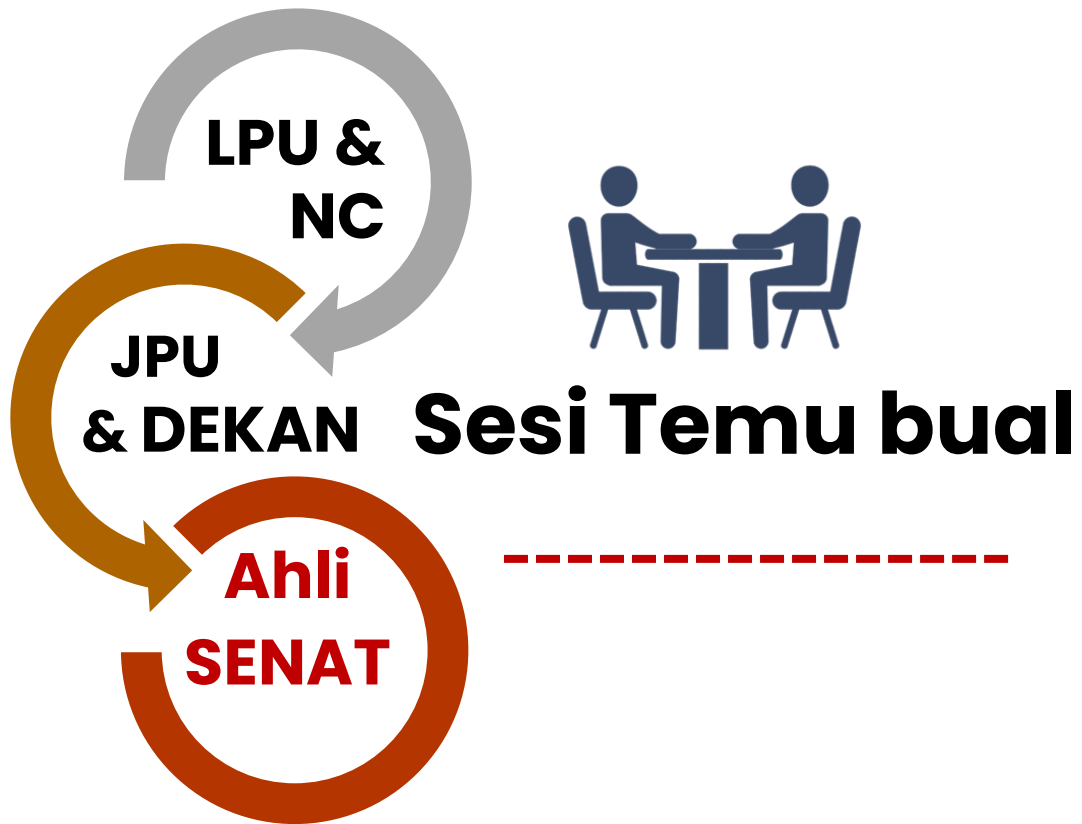 LPU &
NC
JPU
& DEKAN
Sesi Temu bual
Ahli
SENAT